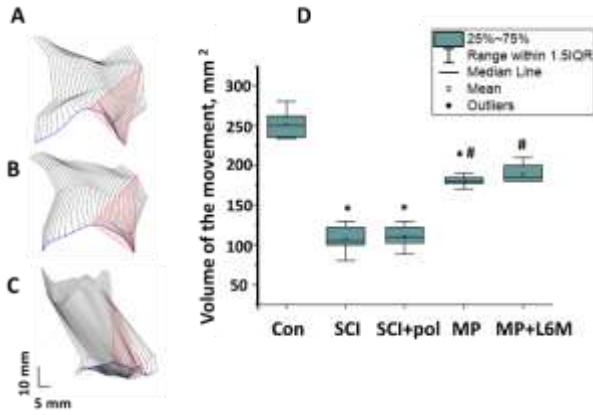 A
B
C
10 mm
5 mm
D
25%~75%
Range within 1.5IQR
Median Line
Mean
Outliers
Volume of the movement, mm 2
300
250
200
150
100
50
*
*
* #
#
Con SCI SCI+pol MP MP+L6M